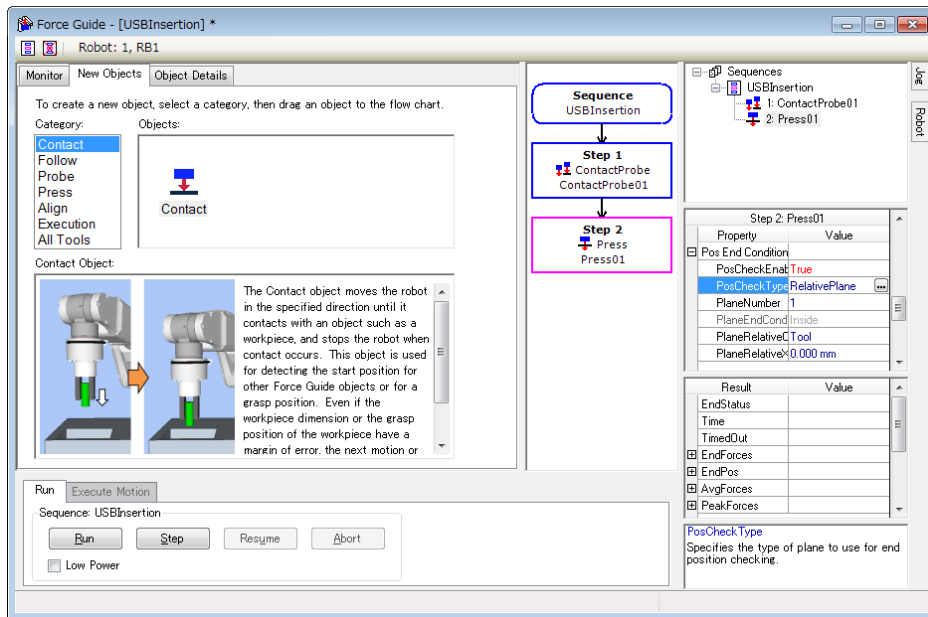 Force Guide - [USBInsertion] *
Robot: 1, RB1
Monitor
New Objects
Object Details
To create a new object, select a category, then drag an object to the flow chart.
Category:
Objects:
Contact
Follow
Probe
Press
Align
Execution
All Tools
Contact
Contact Object:
The Contact object moves the robot
in the specified direction until it
contacts with an object such as a
workpiece, and stops the robot when
contact occurs. This object is used
for detecting the start position for
other Force Guide objects or for a
grasp position. Even if the
workpiece dimension or the grasp
position of the workpiece have a
margin of error, the next motion or
Sequence
USBInsertion
Step 1
ContactProbe
ContactProbe01
Step 2
Press
Press01
Sequences
USBInsertion
1: ContactProbe01
2: Press01
Jog
Robot
Step 2: Press01
Property Value
Pos End Condition
PosCheckEnab True
PosCheckType RelativePlane ...
PlaneNumber 1
PlaneEndCond Inside
PlaneRelativeC Tool
PlaneRelativeX 0.000 mm
Result Value
EndStatus
Time
TimedOut
EndForces
EndPos
AvgForces
PeakForces
PosCheckType
Specifies the type of plane to use for end
position checking.
Run
Execute Motion
Sequence: USBInsertion
Run
Step
Resume
Abort
Low Power